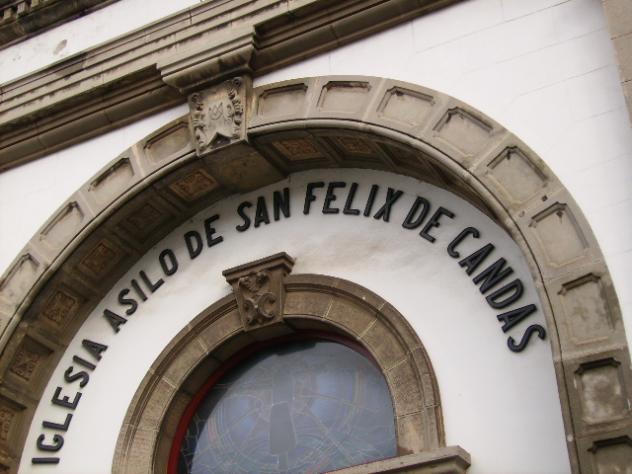 IGLESIA ASILO DE SAN FELIX DE CANDAS